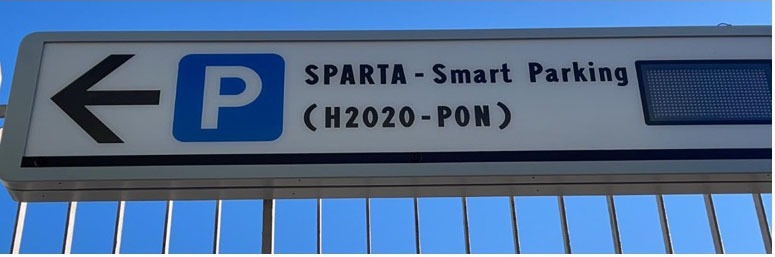 P
SPARTA - Smart Parking
(H2020-PON)